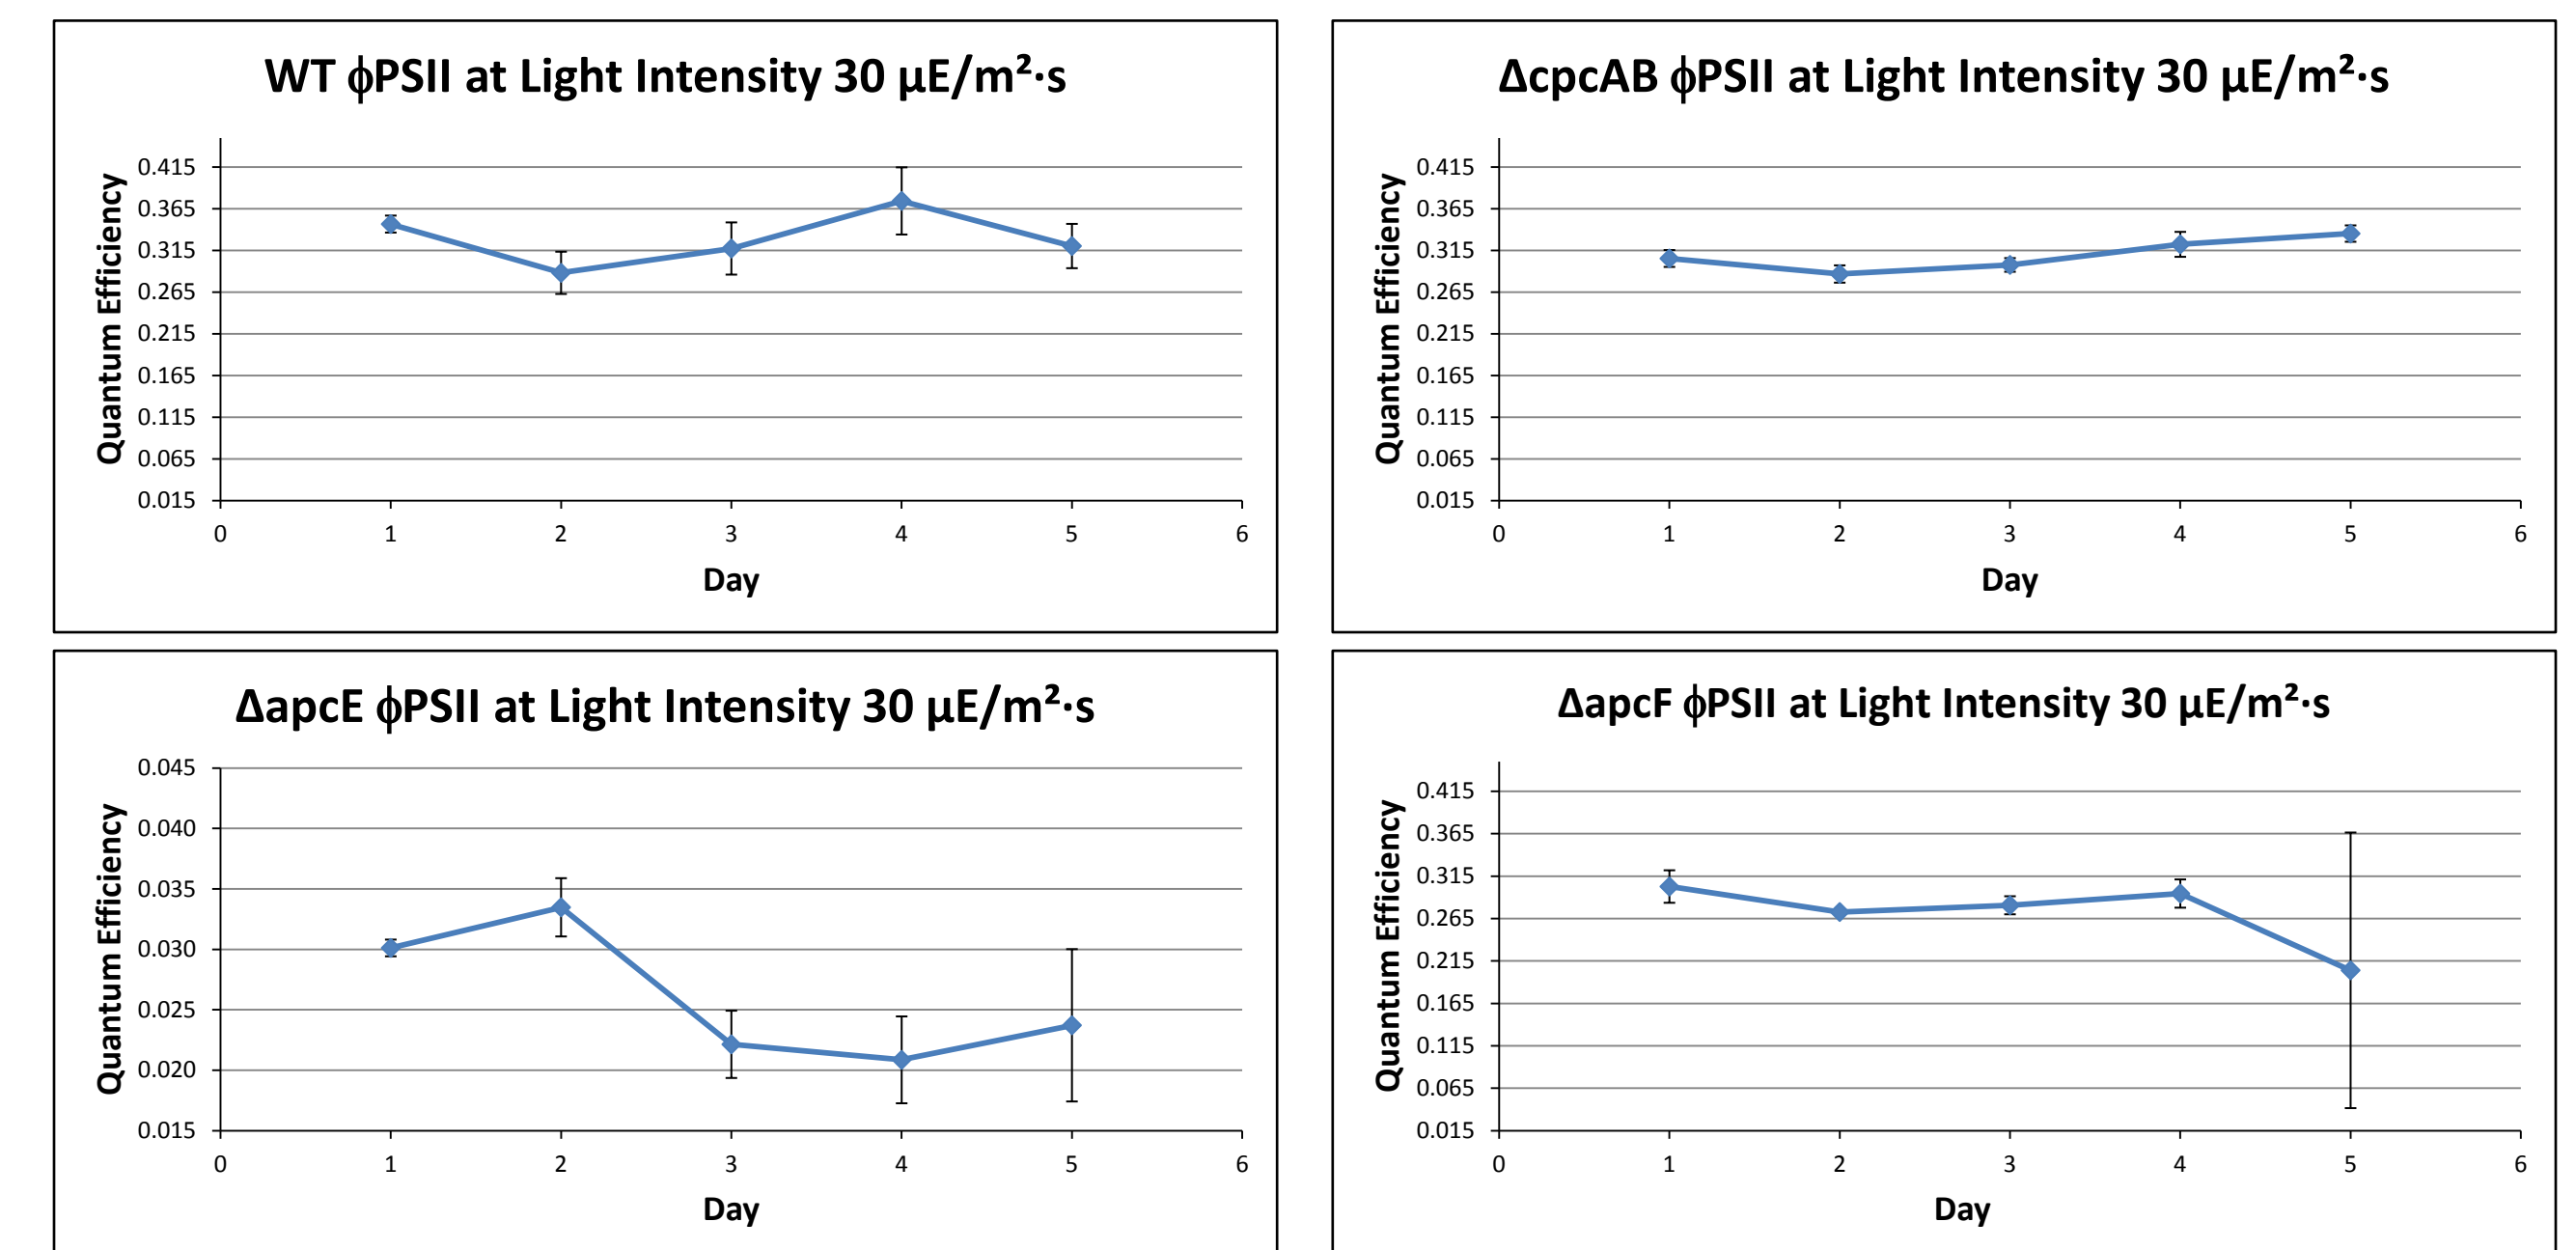 WT ϕPSII at Light Intensity 30 µE/m²·s
Quantum Efficiency
0.415
0.365
0.315
0.265
0.215
0.165
0.115
0.065
0.015
0 1 2 3 4 5 6
Day
ΔcpcAB ϕPSII at Light Intensity 30 µE/m²·s
Quantum Efficiency
0.415
0.365
0.315
0.265
0.215
0.165
0.115
0.065
0.015
0 1 2 3 4 5 6
Day
ΔapcE ϕPSII at Light Intensity 30 µE/m²·s
Quantum Efficiency
0.045
0.040
0.035
0.030
0.025
0.020
0.015
0 1 2 3 4 5 6
Day
ΔapcF ϕPSII at Light Intensity 30 µE/m²·s
Quantum Efficiency
0.415
0.365
0.315
0.265
0.215
0.165
0.115
0.065
0.015
0 1 2 3 4 5 6
Day